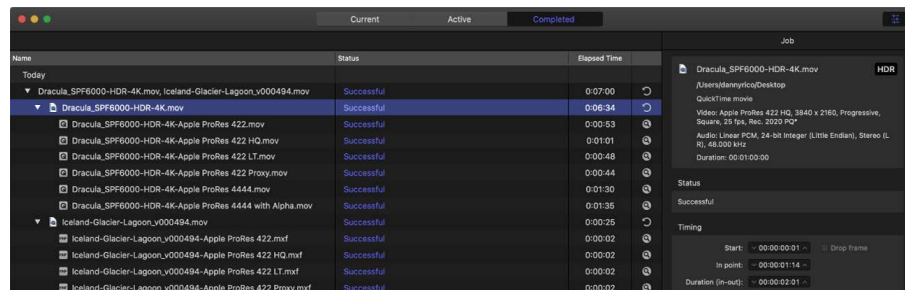 Current Active Completed
Job
Name Status Elapsed Time
Today
Dracula_SPF6000-HDR-4K.mov, Iceland-Glacier-Lagoon_v000494.mov Successful 0:07:00
Dracula_SPF6000-HDR-4K.mov Successful 0:06:34
Dracula_SPF6000-HDR-4K-Apple ProRes 422.mov Successful 0:00:53
Dracula_SPF6000-HDR-4K-Apple ProRes 422 HQ.mov Successful 0:01:01
Dracula_SPF6000-HDR-4K-Apple ProRes 422 LT.mov Successful 0:00:48
Dracula_SPF6000-HDR-4K-Apple ProRes 422 Proxy.mov Successful 0:00:44
Dracula_SPF6000-HDR-4K-Apple ProRes 4444.mov Successful 0:01:30
Dracula_SPF6000-HDR-4K-Apple ProRes 4444 with Alpha.mov Successful 0:01:35
Iceland-Glacier-Lagoon_v000494.mov Successful 0:00:25
Iceland-Glacier-Lagoon_v000494-Apple ProRes 422.mxf Successful 0:00:02
Iceland-Glacier-Lagoon_v000494-Apple ProRes 422 HQ.mxf Successful 0:00:02
Iceland-Glacier-Lagoon_v000494-Apple ProRes 422 LT.mxf Successful 0:00:02
Iceland-Glacier-Lagoon_v000494-Apple ProRes 422 Proxy.mxf Successful 0:00:02
Dracula_SPF6000-HDR-4K.mov HDR
/Users/dannyrico/Desktop
QuickTime movie
Video: Apple ProRes 422 HQ, 3840 x 2160, Progressive,
Square, 25 fps, Rec. 2020 PQ*
Audio: Linear PCM, 24-bit Integer (Little Endian), Stereo (L
R), 48.000 kHz
Duration: 00:01:00:00
Status
Successful
Timing
Start: 00:00:00:01 Drop frame
In point: 00:00:01:14
Duration (in-out): 00:00:02:01